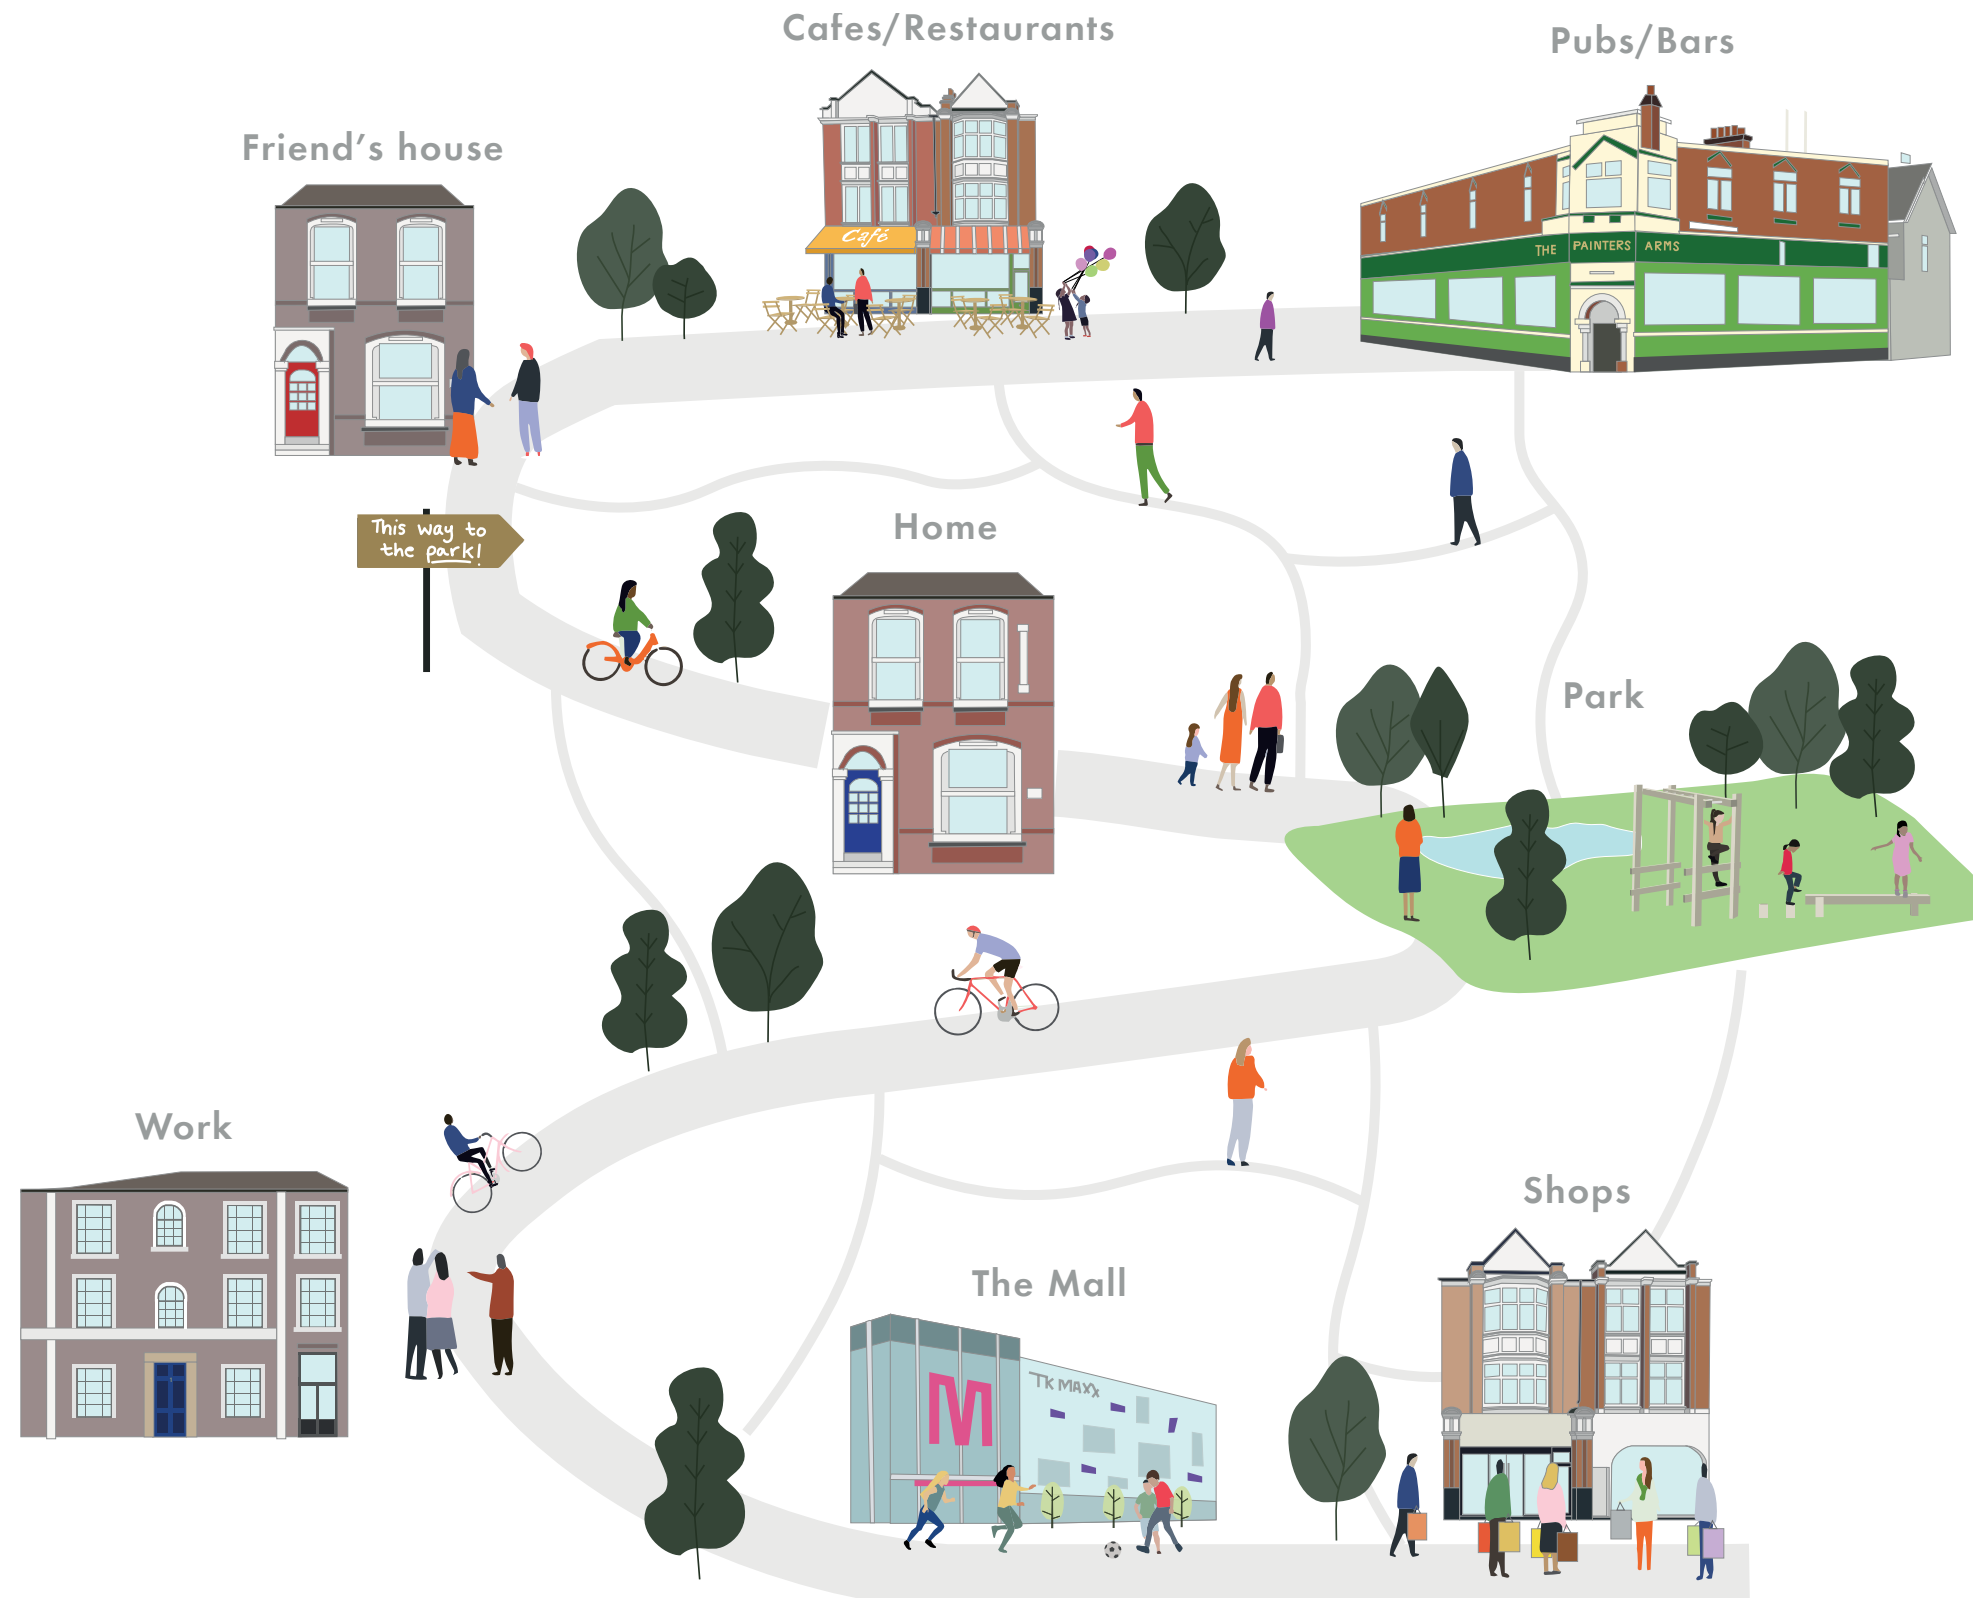 Cafes/Restaurants
Pubs/Bars
Friend's house
Café
THE PAINTERS ARMS
This way to
the park!
Home
Park
Work
Shops
The Mall
TK MAXX
M